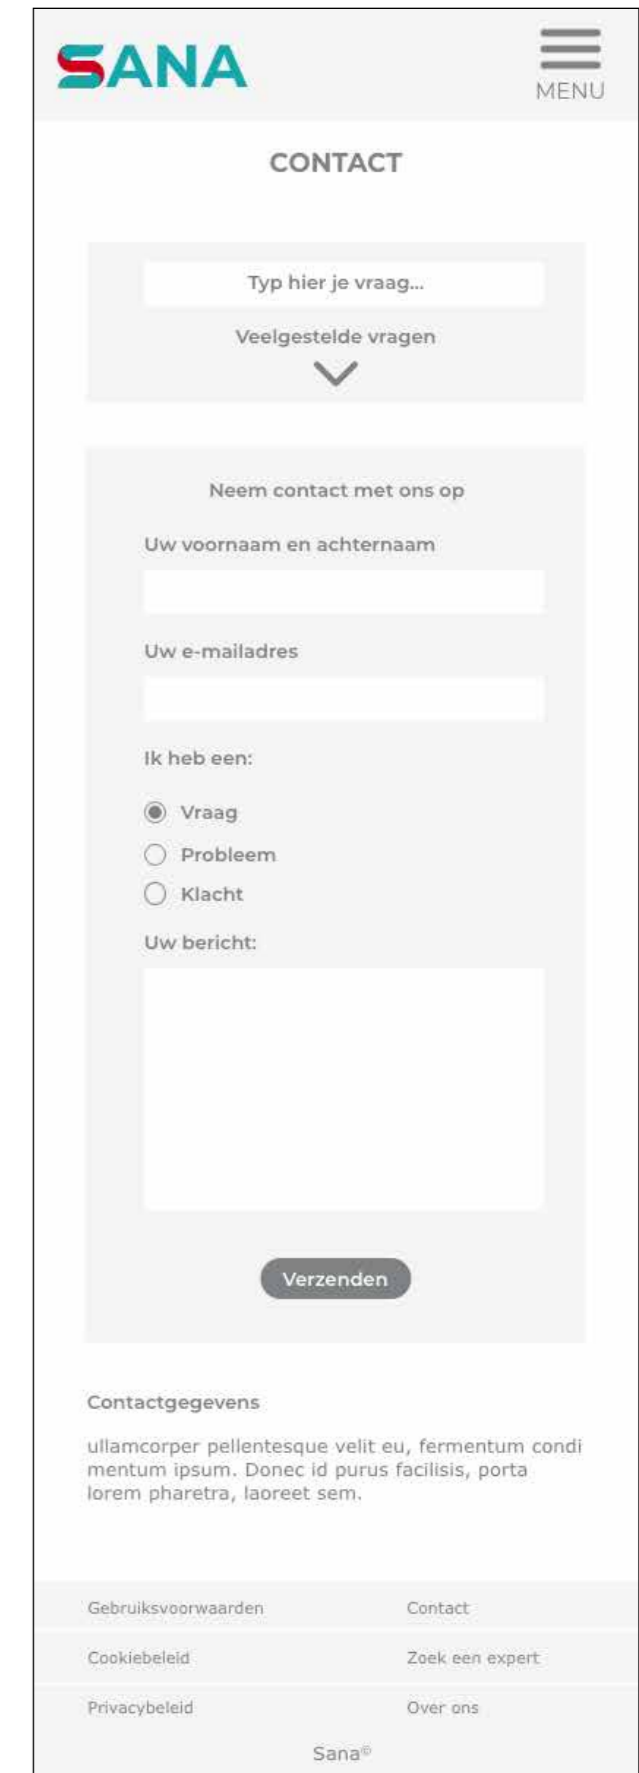 SANA
MENU
CONTACT
Typ hier je vraag...
Veelgestelde vragen
Neem contact met ons op
Uw voornaam en achternaam
Uw e-mailadres
Ik heb een:
Vraag
Probleem
Klacht
Uw bericht:
Verzenden
Contactgegevens
ullamcorper pellentesque velit eu, fermentum condi
mentum ipsum. Donec id purus facilisis, porta
lorem pharetra, laoreet sem.
Gebruiksvoorwaarden Contact
Cookiebeleid Zoek een expert
Privacybeleid Over ons
Sana©